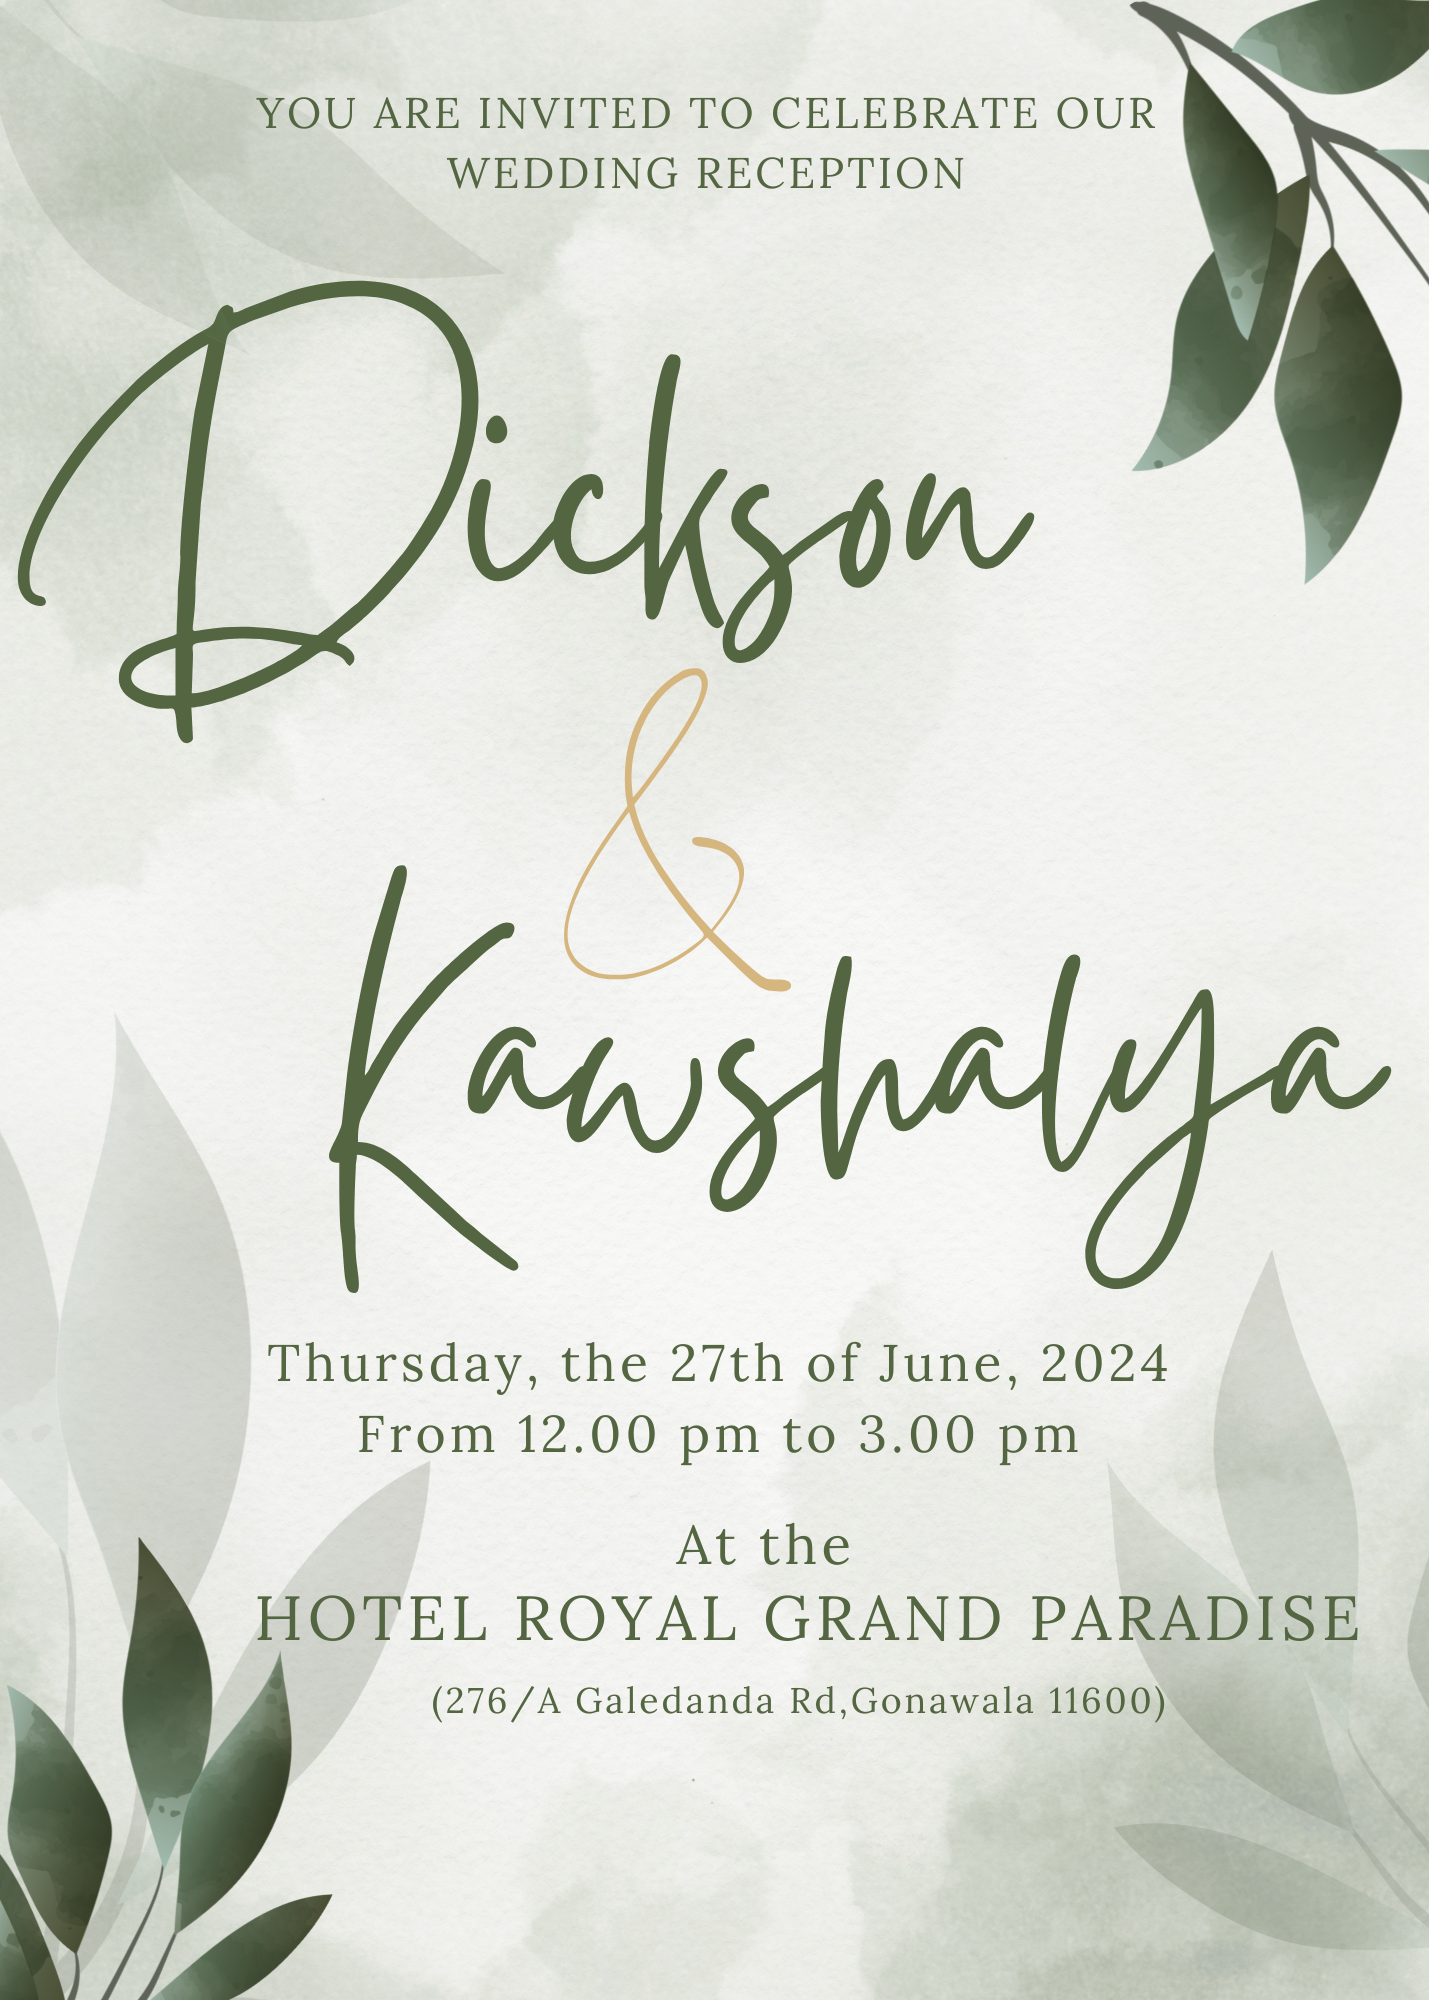 YOU ARE INVITED TO CELEBRATE OUR
WEDDING RECEPTION
Dickson
&
Kawshalya
Thursday, the 27th of June, 2024
From 12.00 pm to 3.00 pm
At the
HOTEL ROYAL GRAND PARADISE
(276/A Galedanda Rd,Gonawala 11600)